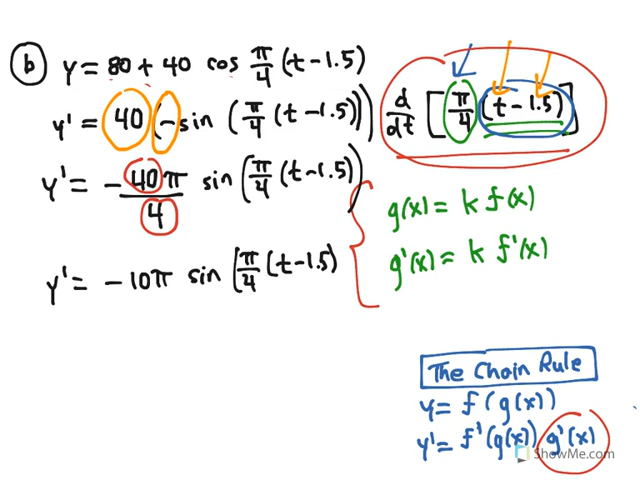 b y = 80 + 40 cos π/4 (t − 1.5)
y' = 40 (−sin (π/4 (t − 1.5))) d/dt [π/4 (t − 1.5)]
y' = −40π/4 sin (π/4 (t − 1.5))
g(x) = k f(x)
g'(x) = k f'(x)
y' = −10π sin (π/4 (t − 1.5)
The Chain Rule
y = f(g(x))
y' = f'(g(x)) g'(x)
ShowMe.com